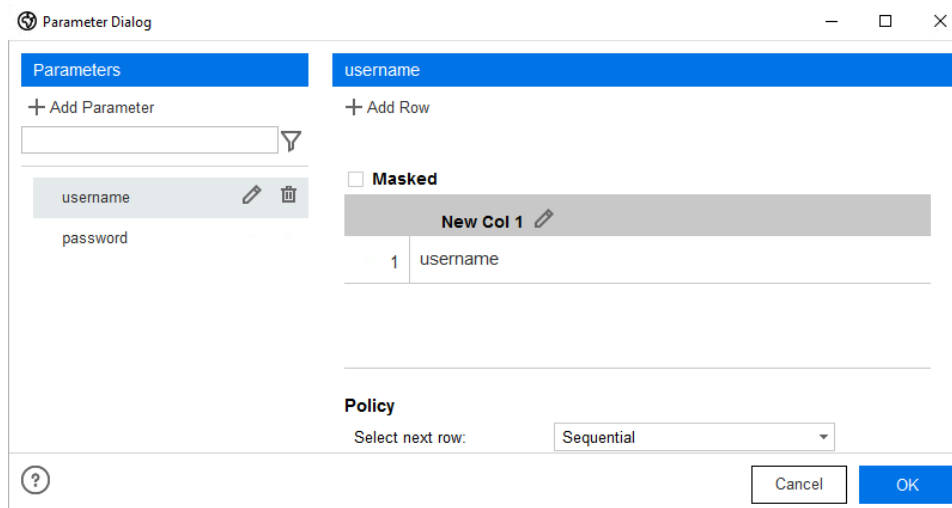 Parameter Dialog
Parameters
+ Add Parameter
username
password
username
+ Add Row
Masked
New Col 1
1 username
Policy
Select next row: Sequential
?
Cancel OK